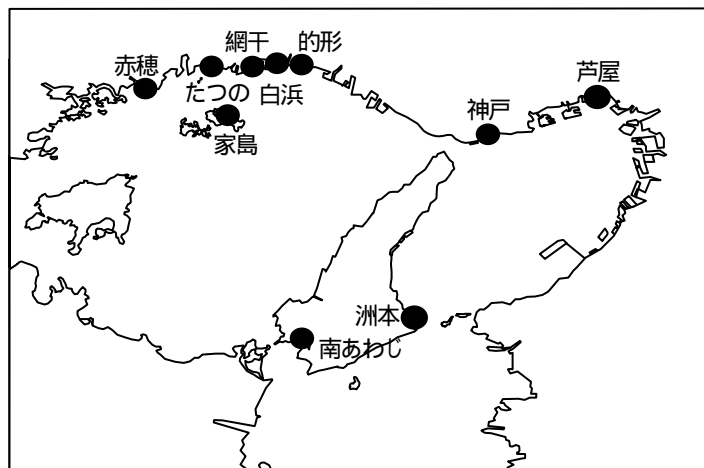 網干
的形
赤穂
芦屋
たつの
白浜
神戸
家島
洲本
南あわじ